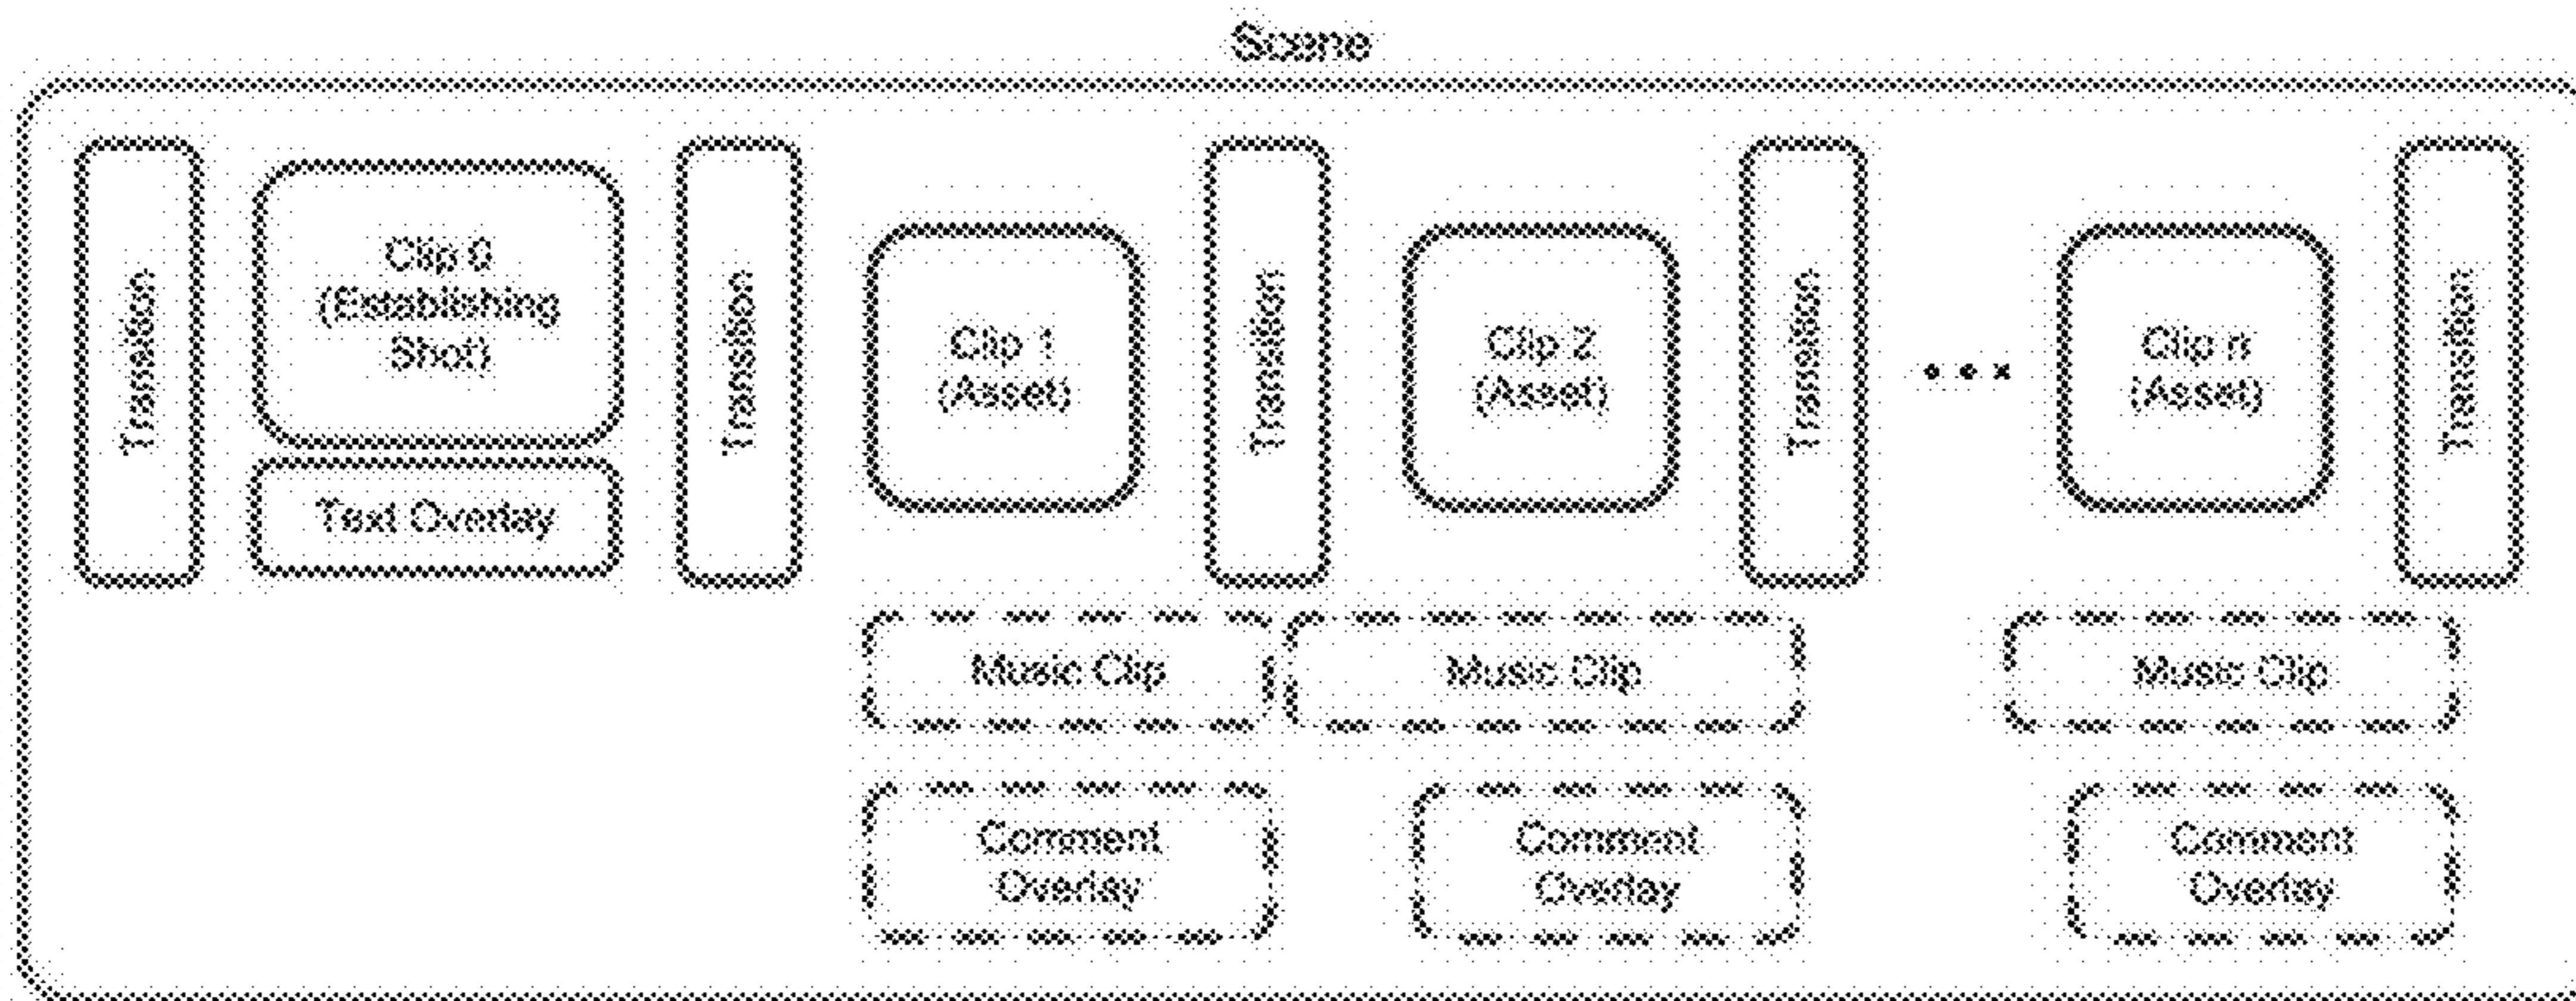 Scene
Transition
Clip 0
(Establishing
Shot)
Text Overlay
Transition
Clip 1
(Asset)
Transition
Clip 2
(Asset)
Transition
• • •
Clip n
(Asset)
Transition
Music Clip
Music Clip
Music Clip
Comment
Overlay
Comment
Overlay
Comment
Overlay